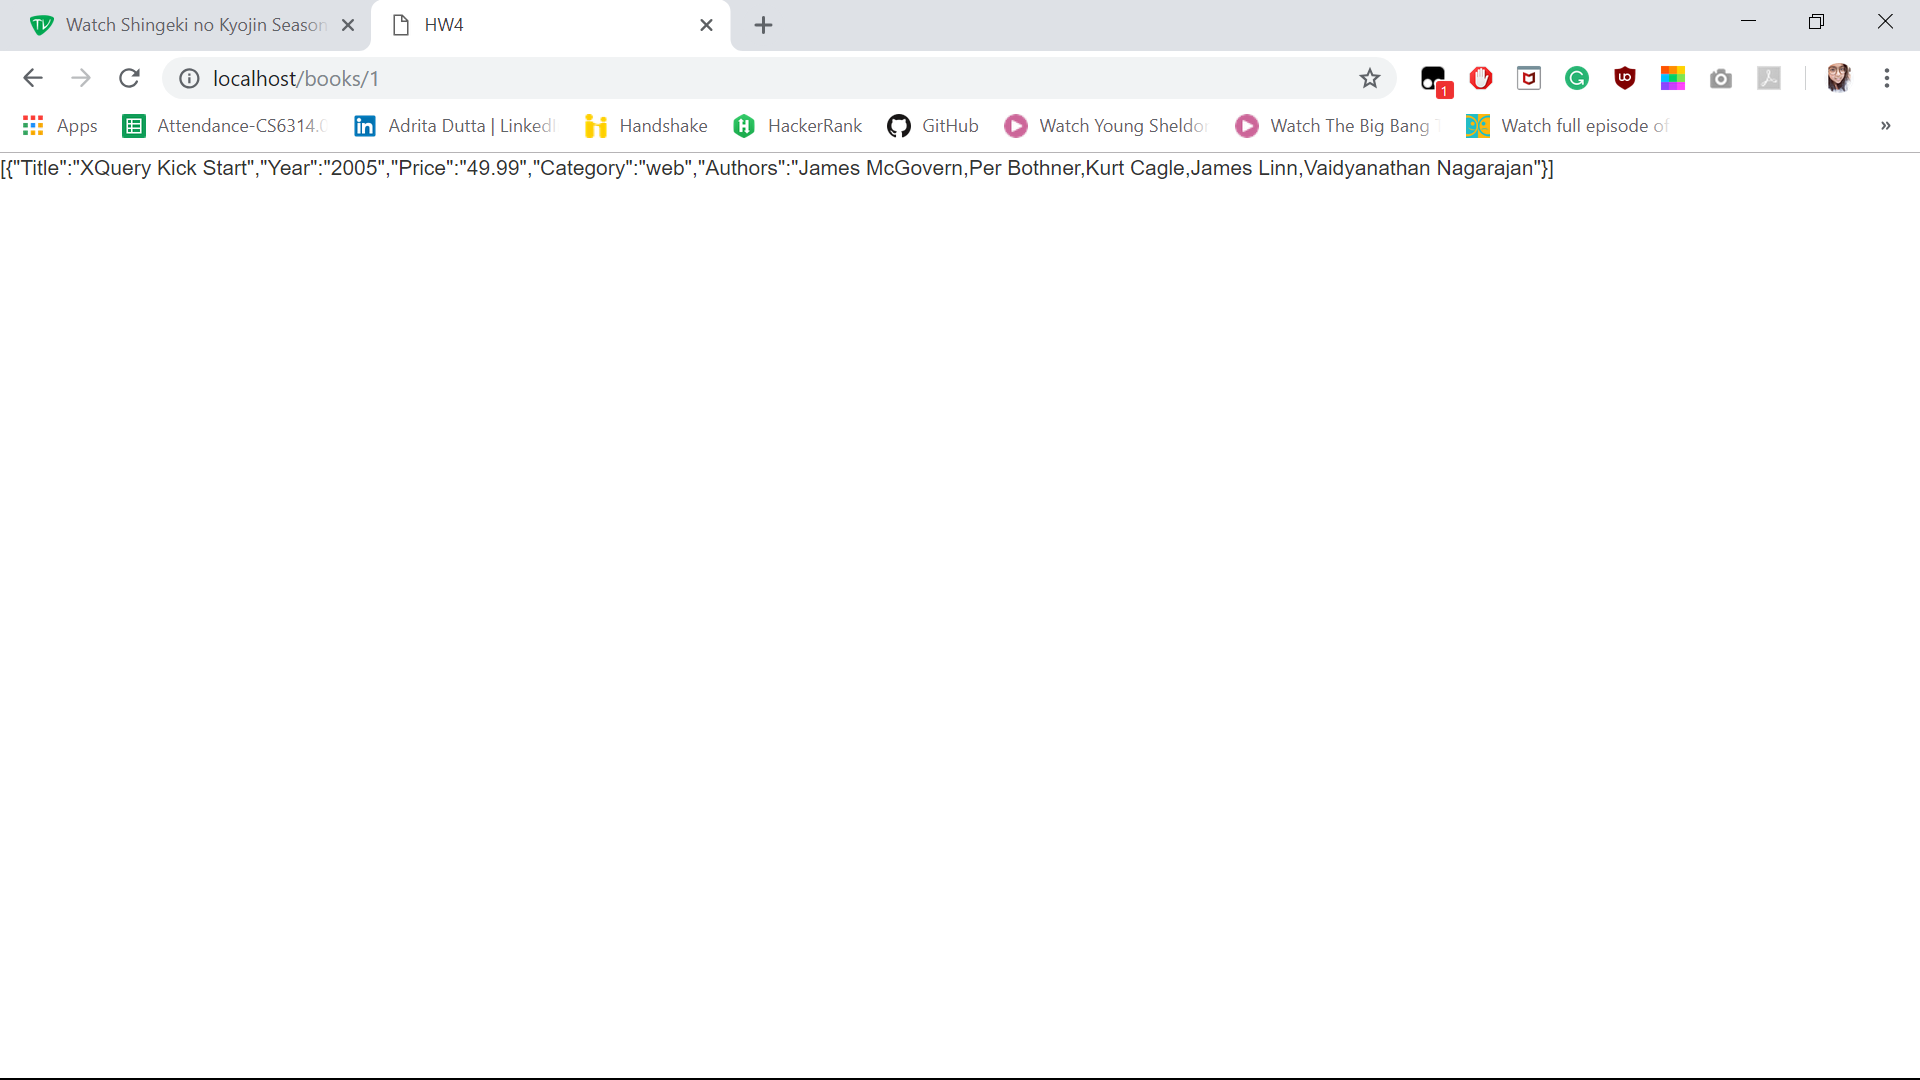 Watch Shingeki no Kyojin Season
HW4
localhost/books/1
1
Apps Attendance-CS6314.0 Adrita Dutta | LinkedI Handshake HackerRank GitHub Watch Young Sheldon Watch The Big Bang T Watch full episode of »
[{"Title":"XQuery Kick Start","Year":"2005","Price":"49.99","Category":"web","Authors":"James McGovern,Per Bothner,Kurt Cagle,James Linn,Vaidyanathan Nagarajan"}]